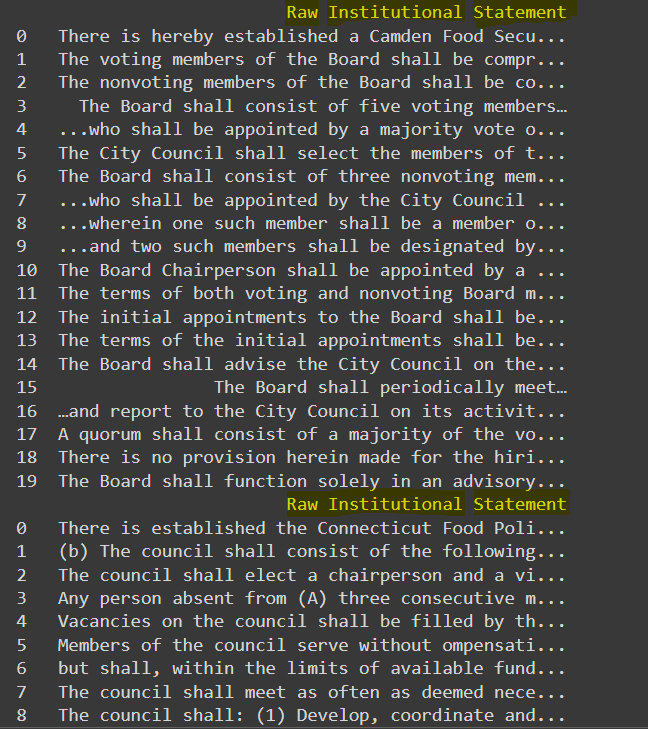 Raw Institutional Statement
0 There is hereby established a Camden Food Secu...
1 The voting members of the Board shall be compr...
2 The nonvoting members of the Board shall be co...
3 The Board shall consist of five voting members…
4 ...who shall be appointed by a majority vote o...
5 The City Council shall select the members of t...
6 The Board shall consist of three nonvoting mem...
7 ...who shall be appointed by the City Council ...
8 ...wherein one such member shall be a member o...
9 ...and two such members shall be designated by...
10 The Board Chairperson shall be appointed by a ...
11 The terms of both voting and nonvoting Board m...
12 The initial appointments to the Board shall be...
13 The terms of the initial appointments shall be...
14 The Board shall advise the City Council on the...
15 The Board shall periodically meet…
16 …and report to the City Council on its activit...
17 A quorum shall consist of a majority of the vo...
18 There is no provision herein made for the hiri...
19 The Board shall function solely in an advisory...
Raw Institutional Statement
0 There is established the Connecticut Food Poli...
1 (b) The council shall consist of the following...
2 The council shall elect a chairperson and a vi...
3 Any person absent from (A) three consecutive m...
4 Vacancies on the council shall be filled by th...
5 Members of the council serve without ompensati...
6 but shall, within the limits of available fund...
7 The council shall meet as often as deemed nece...
8 The council shall: (1) Develop, coordinate and...